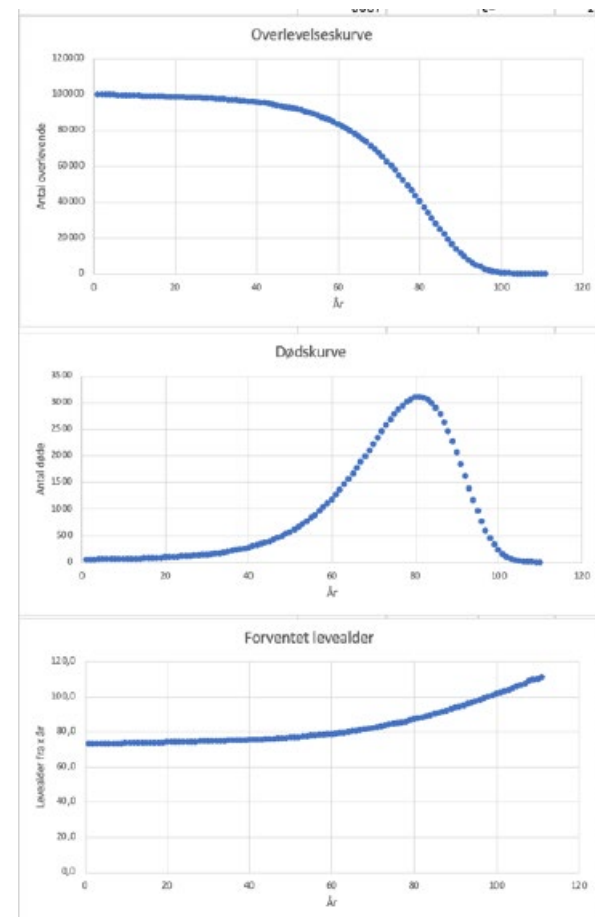 Overlevelseskurve
120000
100000
80000
60000
40000
20000
0
Antal overlevende
0 20 40 60 80 100 120
År
Dødskurve
3500
3000
2500
2000
1500
1000
500
0
Antal døde
0 20 40 60 80 100 120
År
Forventet levealder
120,0
100,0
80,0
60,0
40,0
20,0
0,0
Levealder fra x år
0 20 40 60 80 100 120
År